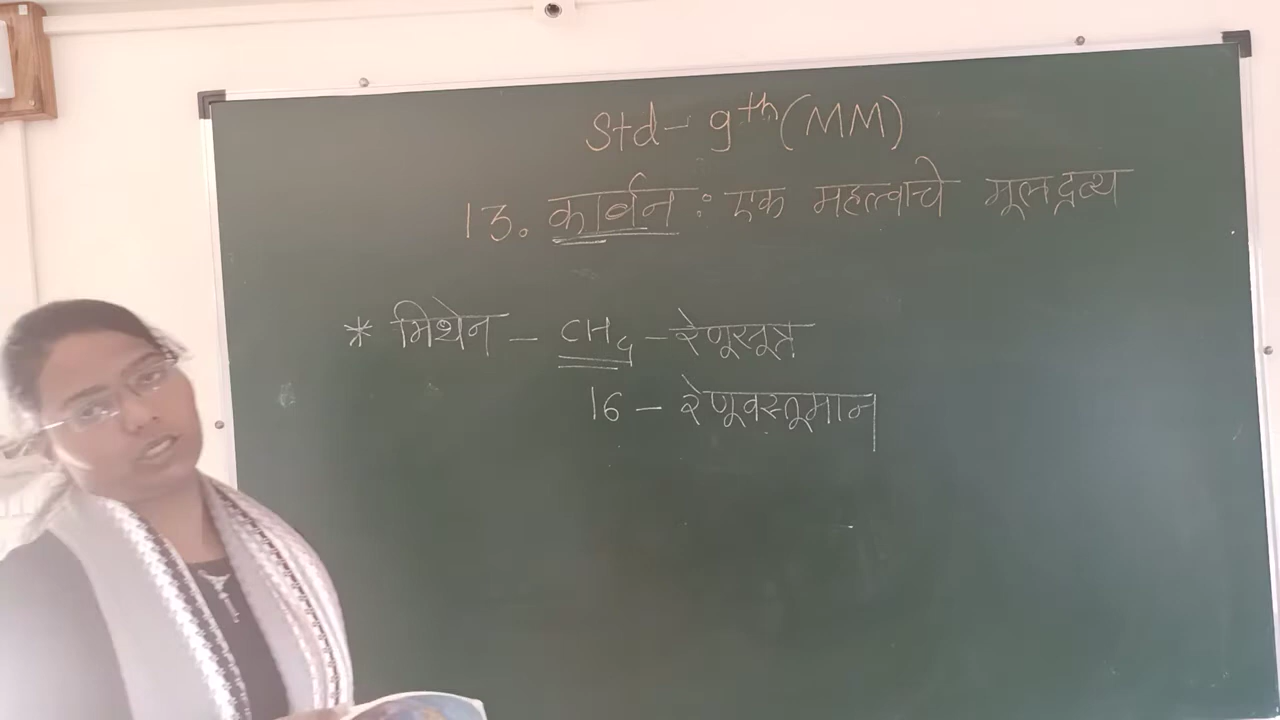 Std - 9th (MM)
13. कार्बन : एक महत्त्वाचे मूलद्रव्य
* मिथेन - CH4 - रेणूसूत्र
16 - रेणूवस्तूमान